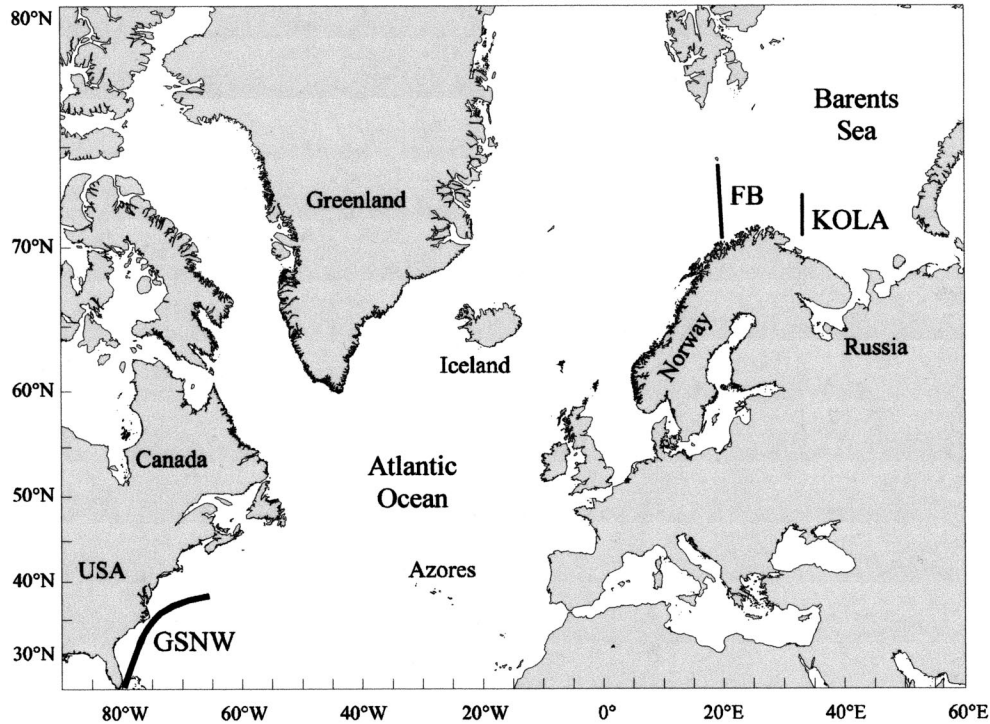 80°N
Barents
Sea
Greenland
FB
KOLA
70°N
Iceland
Norway
Russia
60°N
Canada
Atlantic
Ocean
50°N
USA
Azores
40°N
GSNW
30°N
80°W 60°W 40°W 20°W 0° 20°E 40°E 60°E